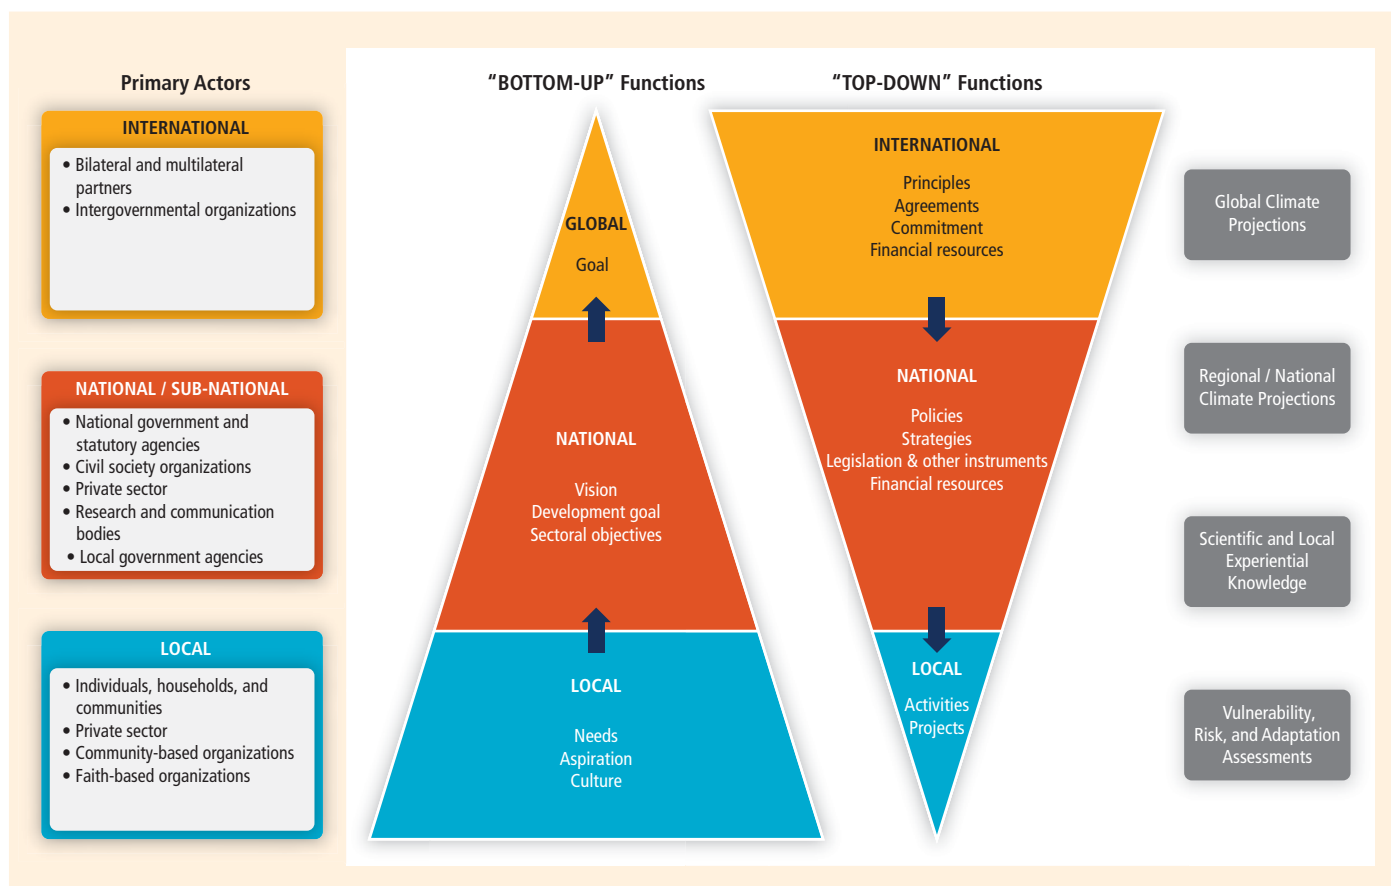 Primary Actors
INTERNATIONAL
• Bilateral and multilateral
partners
• Intergovernmental organizations
NATIONAL / SUB-NATIONAL
• National government and
statutory agencies
• Civil society organizations
• Private sector
• Research and communication
bodies
• Local government agencies
LOCAL
• Individuals, households, and
communities
• Private sector
• Community-based organizations
• Faith-based organizations
“BOTTOM-UP” Functions
GLOBAL
Goal
NATIONAL
Vision
Development goal
Sectoral objectives
LOCAL
Needs
Aspiration
Culture
“TOP-DOWN” Functions
INTERNATIONAL
Principles
Agreements
Commitment
Financial resources
NATIONAL
Policies
Strategies
Legislation & other instruments
Financial resources
LOCAL
Activities
Projects
Global Climate
Projections
Regional / National
Climate Projections
Scientific and Local
Experiential
Knowledge
Vulnerability,
Risk, and Adaptation
Assessments